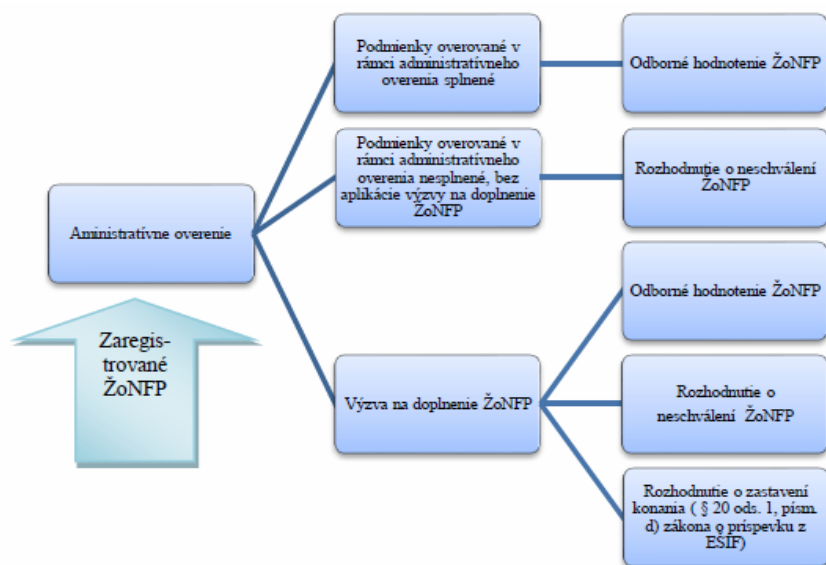 Podmienky overované v
rámci administratívneho
overenia splnené
Odborné hodnotenie ŽoNFP
Podmienky overované v
rámci administratívneho
overenia nesplnené, bez
aplikácie výzvy na doplnenie
ŽoNFP
Rozhodnutie o neschválení
ŽoNFP
Aministratívne overenie
Zaregis-
trované
ŽoNFP
Výzva na doplnenie ŽoNFP
Odborné hodnotenie ŽoNFP
Rozhodnutie o
neschválení ŽoNFP
Rozhodnutie o zastavení
konania ( § 20 ods. 1, písm.
d) zákona o príspevku z
EŠIF)